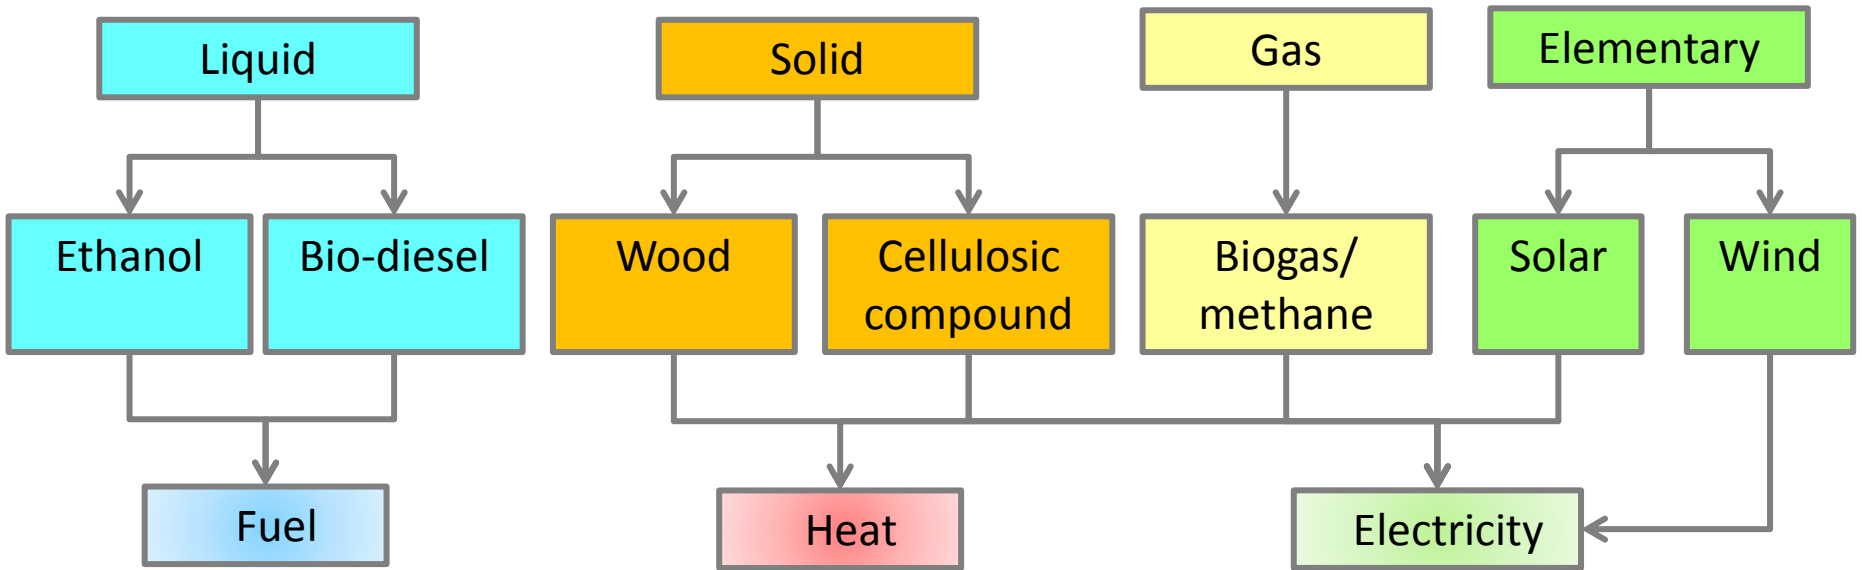 Liquid
Solid
Gas
Elementary
Ethanol
Bio-diesel
Wood
Cellulosic
compound
Biogas/
methane
Solar
Wind
Fuel
Heat
Electricity